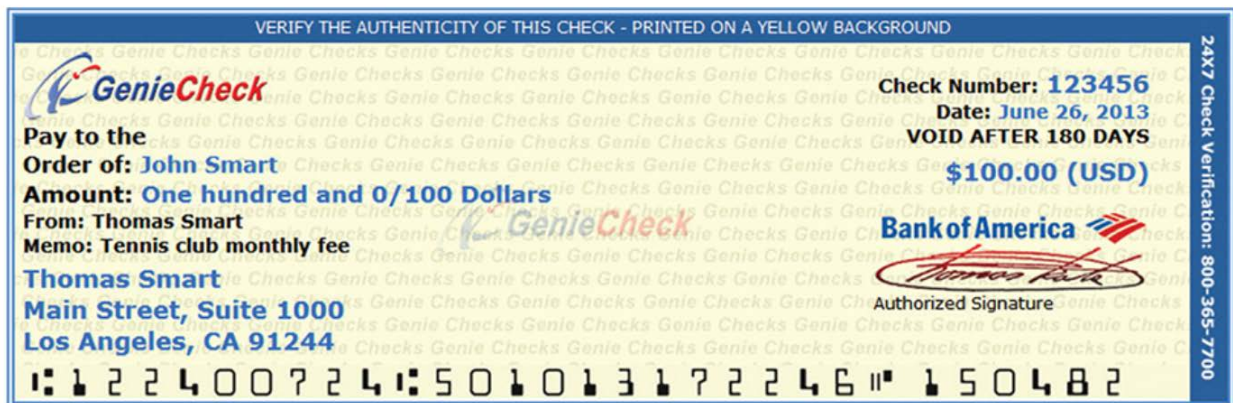 VERIFY THE AUTHENTICITY OF THIS CHECK - PRINTED ON A YELLOW BACKGROUND
GenieCheck
Check Number: 123456
Date: June 26, 2013
VOID AFTER 180 DAYS
$100.00 (USD)
Pay to the
Order of: John Smart
Amount: One hundred and 0/100 Dollars
From: Thomas Smart
Memo: Tennis club monthly fee
GenieCheck
Bank of America
Thomas
Authorized Signature
Thomas Smart
Main Street, Suite 1000
Los Angeles, CA 91244
⑆122400724⑆501013172246⑈ 150482
24X7 Check Verification: 800-365-7700